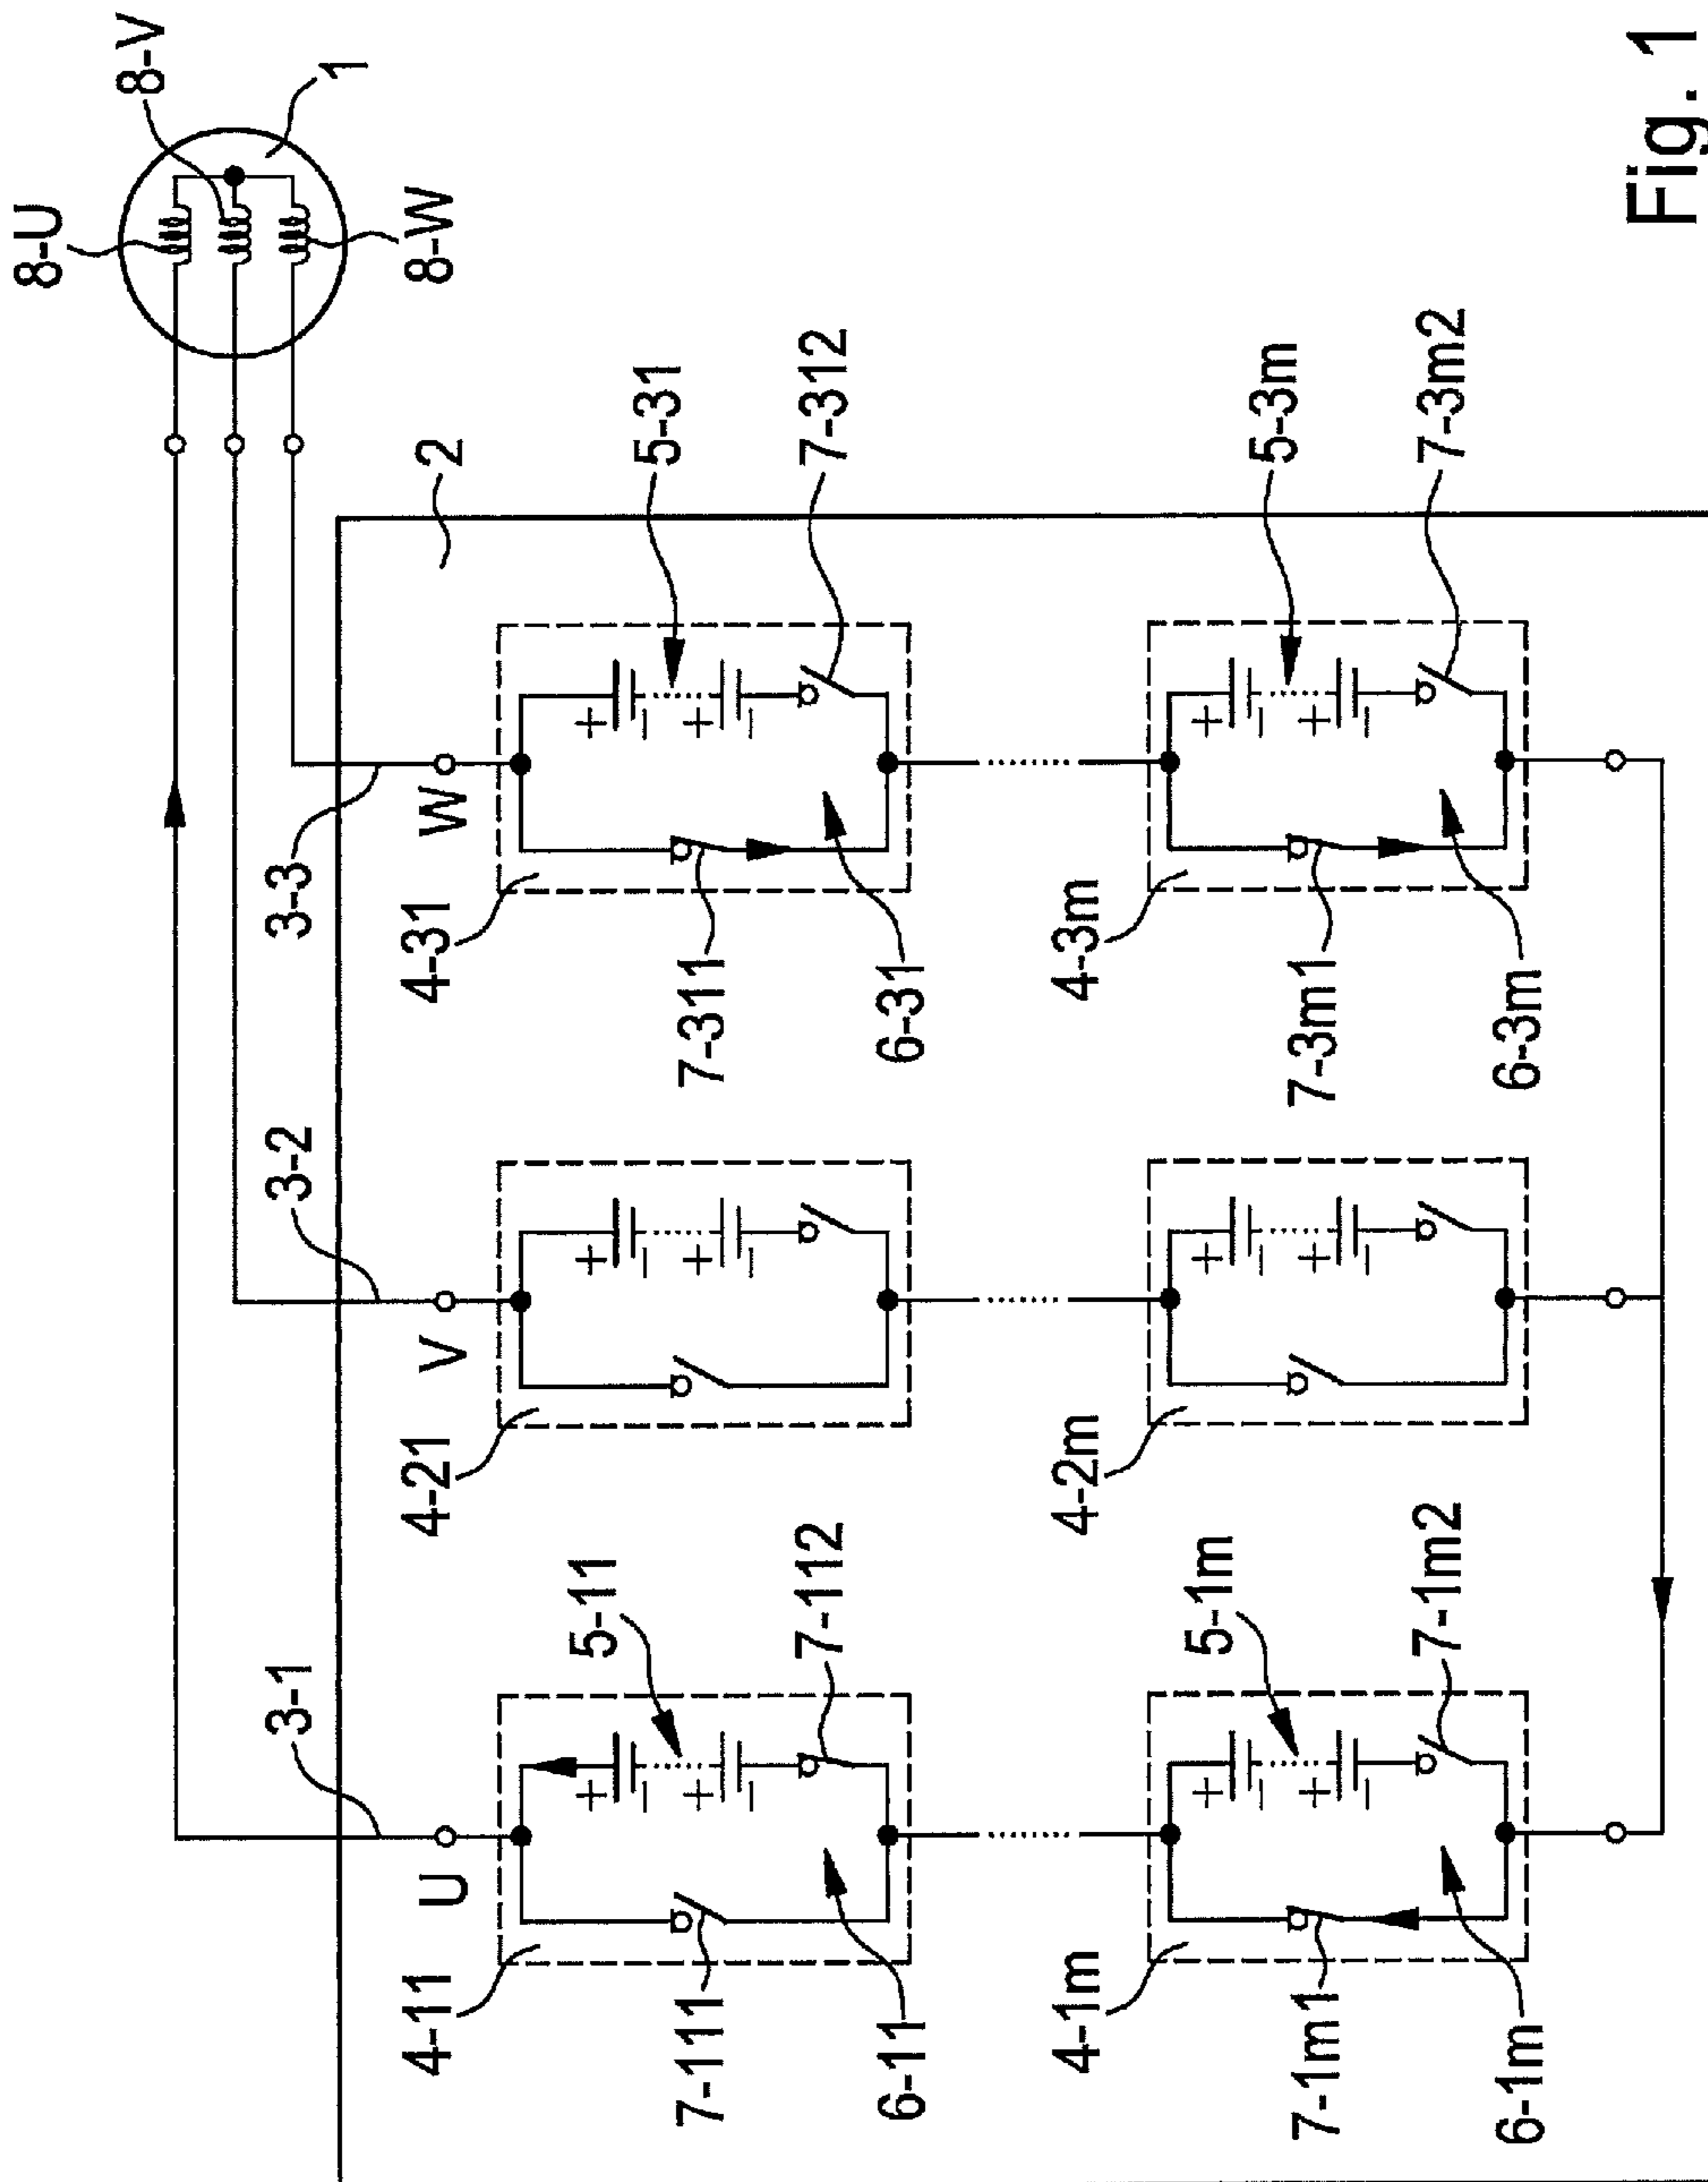 8-U
8-V
3-1
3-2
3-3
1
4-11
U
4-21
V
4-31
W
2
8-W
5-11
5-31
7-111
7-311
7-112
7-312
6-11
6-31
4-1m
4-2m
4-3m
5-1m
5-3m
7-1m1
7-3m1
7-1m2
7-3m2
6-1m
6-3m
Fig. 1